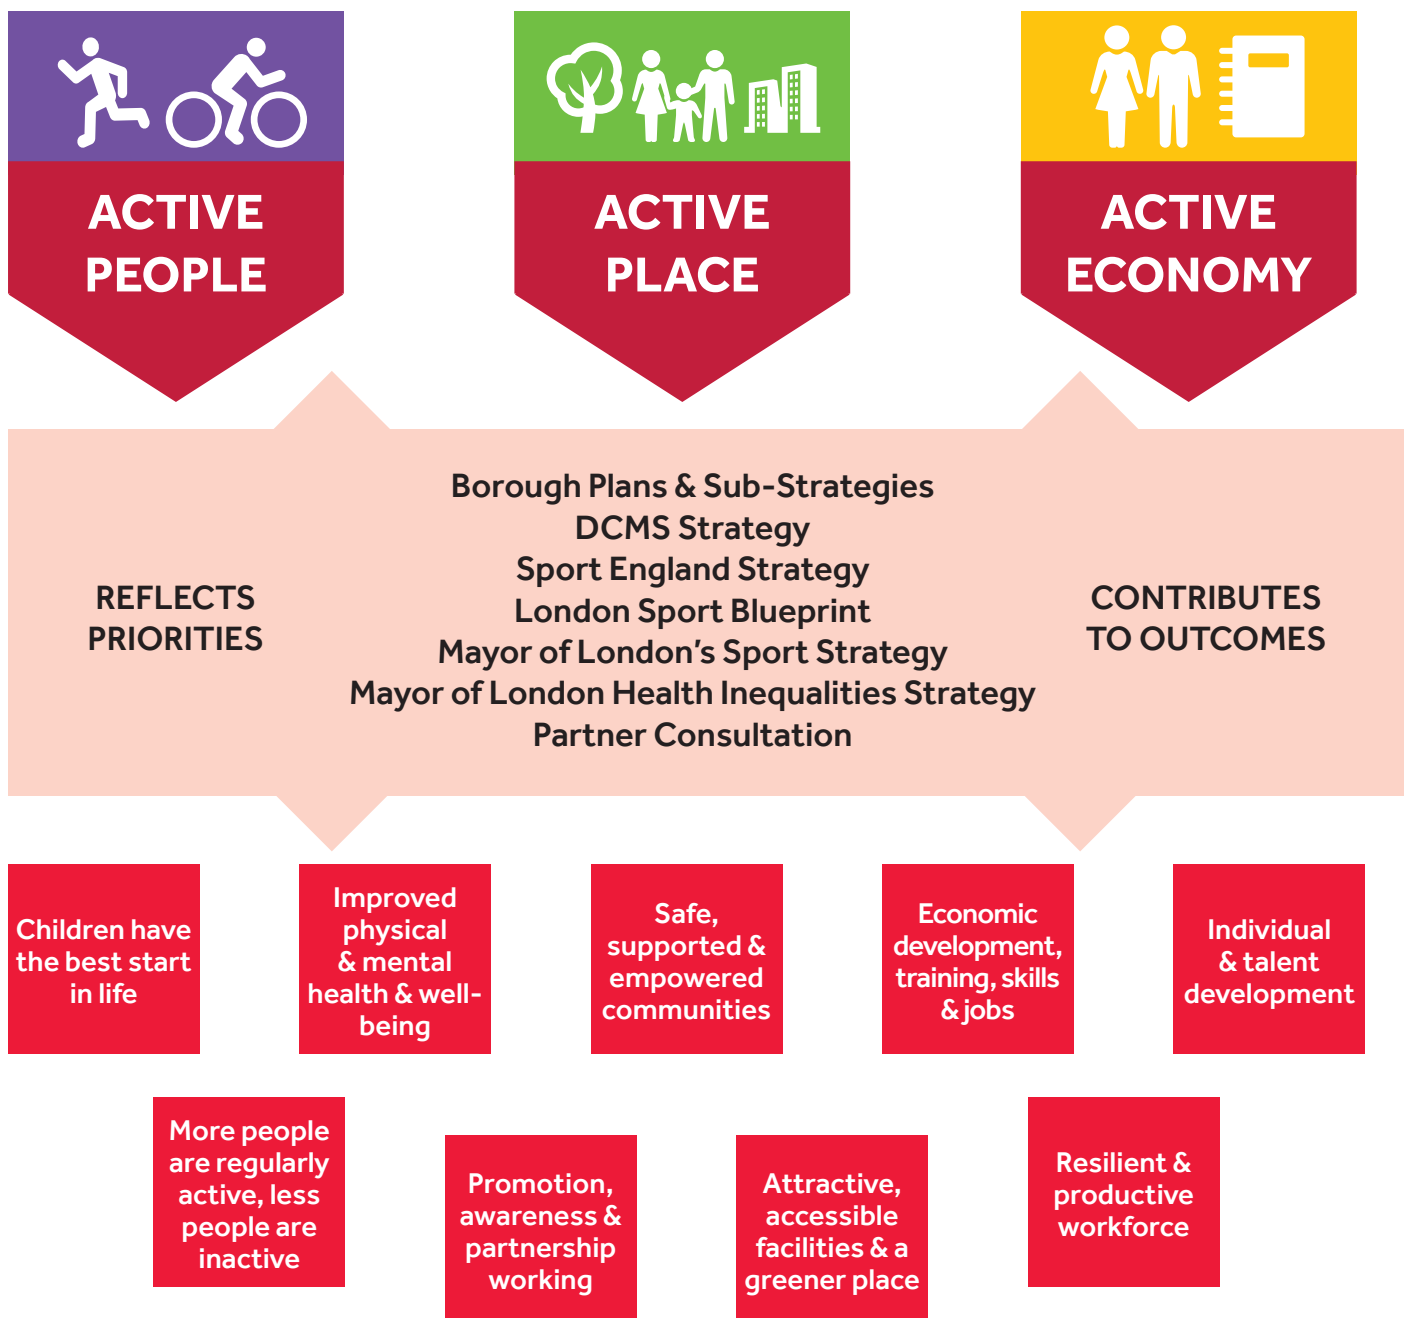 ACTIVE
PEOPLE
ACTIVE
PLACE
ACTIVE
ECONOMY
REFLECTS
PRIORITIES
Borough Plans & Sub-Strategies
DCMS Strategy
Sport England Strategy
London Sport Blueprint
Mayor of London’s Sport Strategy
Mayor of London Health Inequalities Strategy
Partner Consultation
CONTRIBUTES
TO OUTCOMES
Children have
the best start
in life
Improved
physical
& mental
health & well-
being
Safe,
supported &
empowered
communities
Economic
development,
training, skills
& jobs
Individual
& talent
development
More people
are regularly
active, less
people are
inactive
Promotion,
awareness &
partnership
working
Attractive,
accessible
facilities & a
greener place
Resilient &
productive
workforce